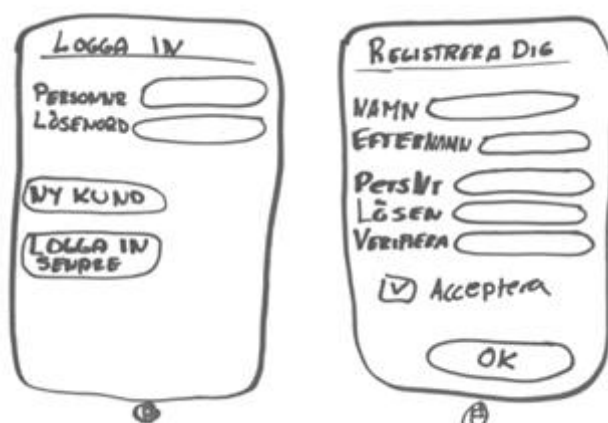 LOGGA IN
PERSONNR
LÖSENORD
NY KUND
LOGGA IN
SENARE
REGISTRERA DIG
NAMN
EFTERNAMN
PersNr
LÖSEN
VERIFIERA
Acceptera
OK